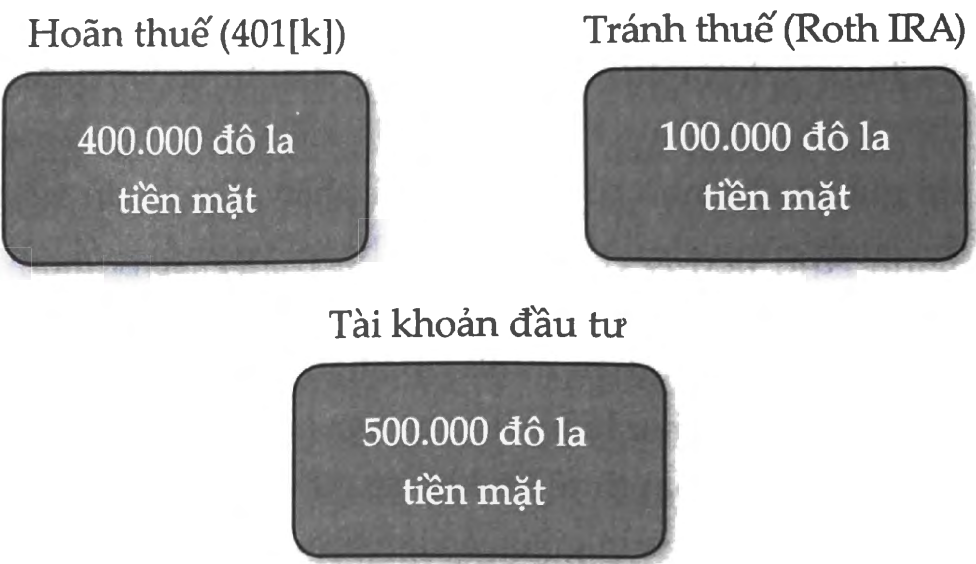 Hoãn thuế (401[k])
Tránh thuế (Roth IRA)
400.000 đô la
tiền mặt
100.000 đô la
tiền mặt
Tài khoản đầu tư
500.000 đô la
tiền mặt